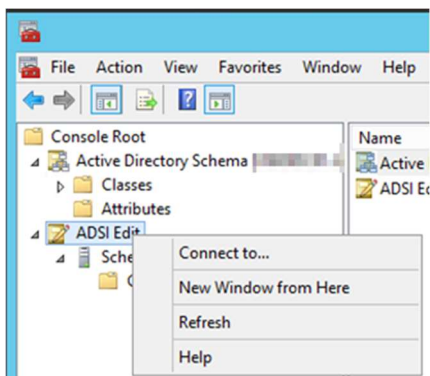 File Action View Favorites Window Help
Console Root
Name
Active Directory Schema
Active
Classes
ADSI Ed
Attributes
ADSI Edit
Sche
Connect to...
New Window from Here
Refresh
Help